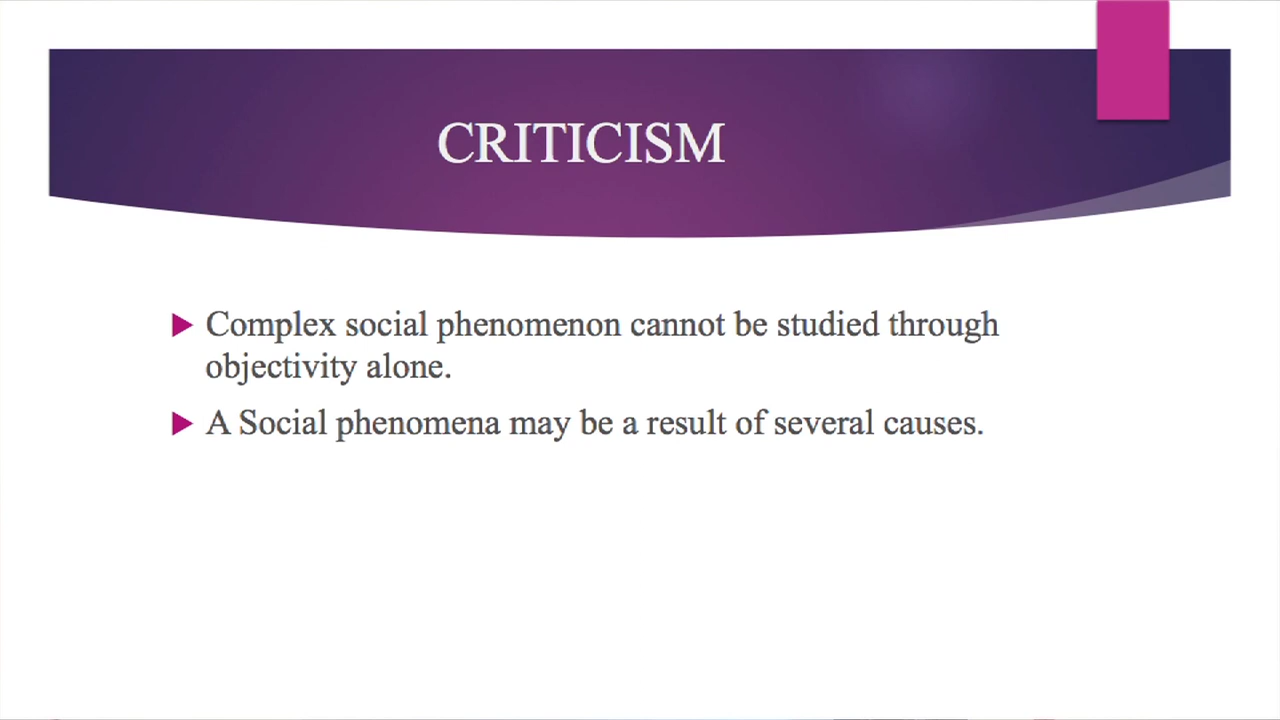 CRITICISM
Complex social phenomenon cannot be studied through
objectivity alone.
A Social phenomena may be a result of several causes.